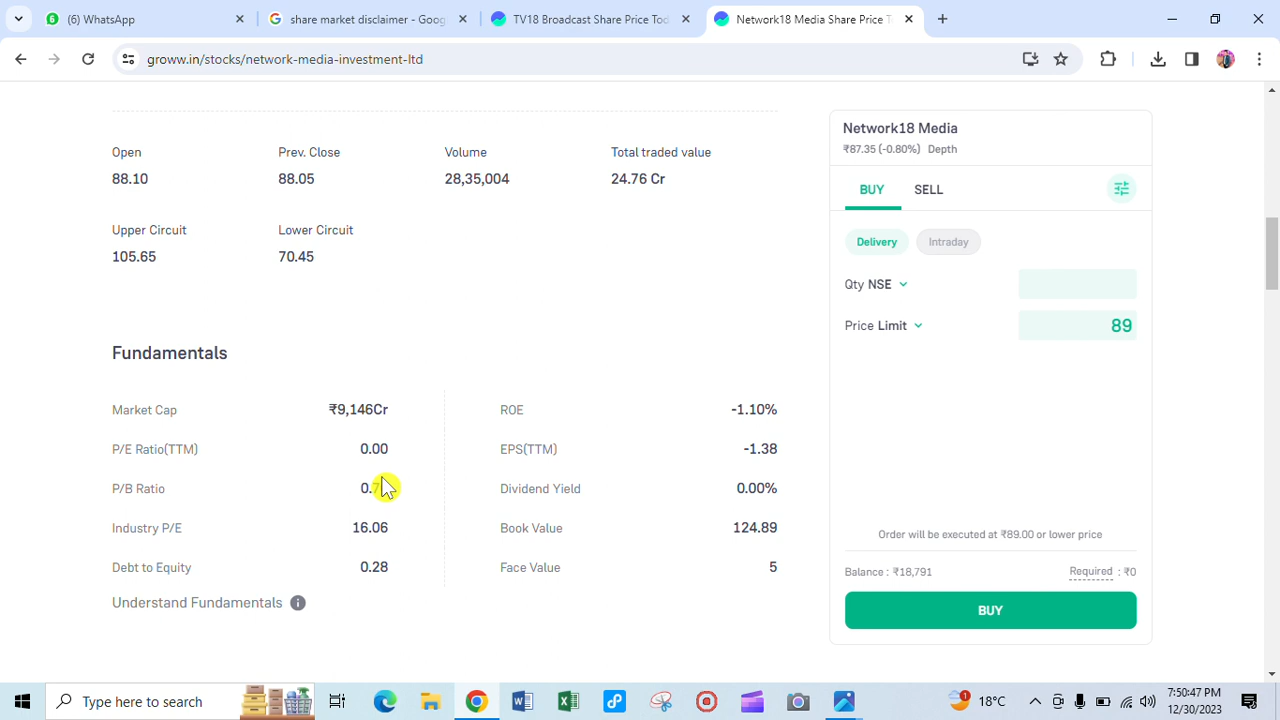 (6) WhatsApp
share market disclaimer - Goog
TV18 Broadcast Share Price Tod
Network18 Media Share Price T
groww.in/stocks/network-media-investment-ltd
Open Prev. Close Volume Total traded value
88.10 88.05 28,35,004 24.76 Cr
Upper Circuit Lower Circuit
105.65 70.45
Fundamentals
Market Cap ₹9,146Cr ROE -1.10%
P/E Ratio(TTM) 0.00 EPS(TTM) -1.38
P/B Ratio Dividend Yield 0.00%
Industry P/E 16.06 Book Value 124.89
Debt to Equity 0.28 Face Value 5
Understand Fundamentals
Network18 Media
₹87.35 (-0.80%) Depth
BUY SELL
Delivery Intraday
Qty NSE
Price Limit 89
Order will be executed at ₹89.00 or lower price
Balance : ₹18,791 Required : ₹0
BUY
Type here to search
1 18°C
7:50:47 PM
12/30/2023